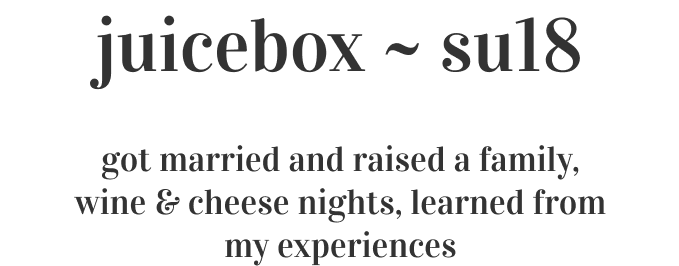 juicebox ~ su18
got married and raised a family,
wine & cheese nights, learned from
my experiences